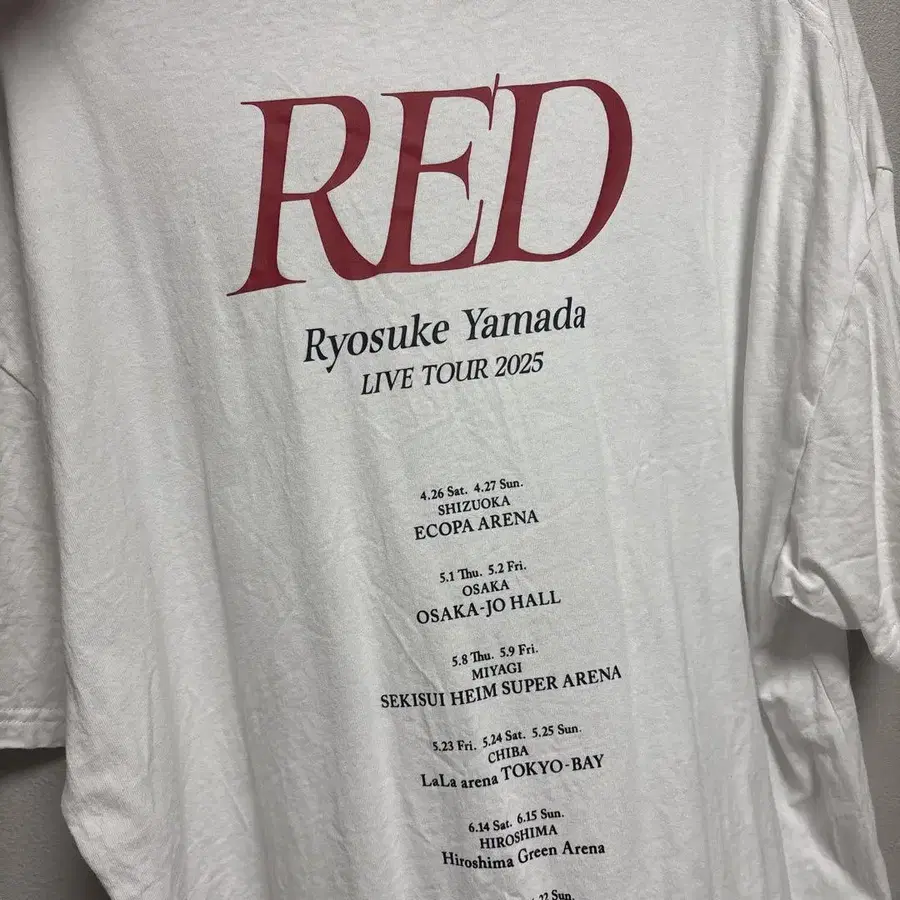 RED
Ryosuke Yamada
LIVE TOUR 2025
4.26 Sat. 4.27 Sun.
SHIZUOKA
ECOPA ARENA
5.1 Thu. 5.2 Fri.
OSAKA
OSAKA-JO HALL
5.8 Thu. 5.9 Fri.
MIYAGI
SEKISUI HEIM SUPER ARENA
5.23 Fri. 5.24 Sat. 5.25 Sun.
CHIBA
LaLa arena TOKYO-BAY
6.14 Sat. 6.15 Sun.
HIROSHIMA
Hiroshima Green Arena
Sun.